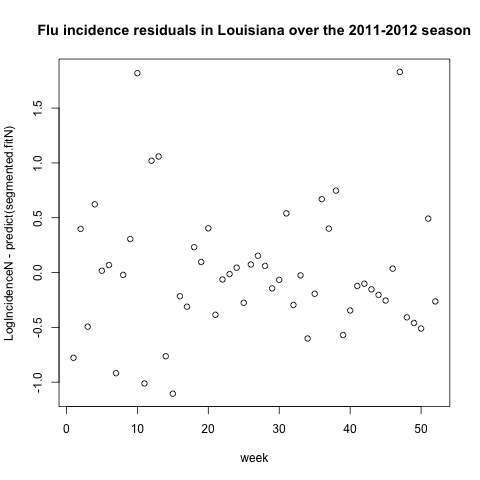 Flu incidence residuals in Louisiana over the 2011-2012 season
LogIncidenceN - predict(segmented.fitN)
1.5
1.0
0.5
0.0
-0.5
-1.0
0 10 20 30 40 50
week